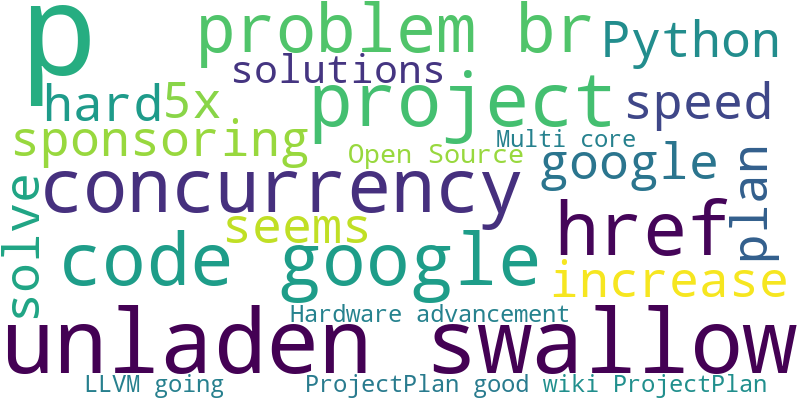 p
problem br
Python
solutions
hard
5x
project
speed
sponsoring
Multi core
Open Source
google
concurrency
plan
solve
seems
href
code google
increase
Hardware advancement
unladen swallow
LLVM going
ProjectPlan good wiki ProjectPlan